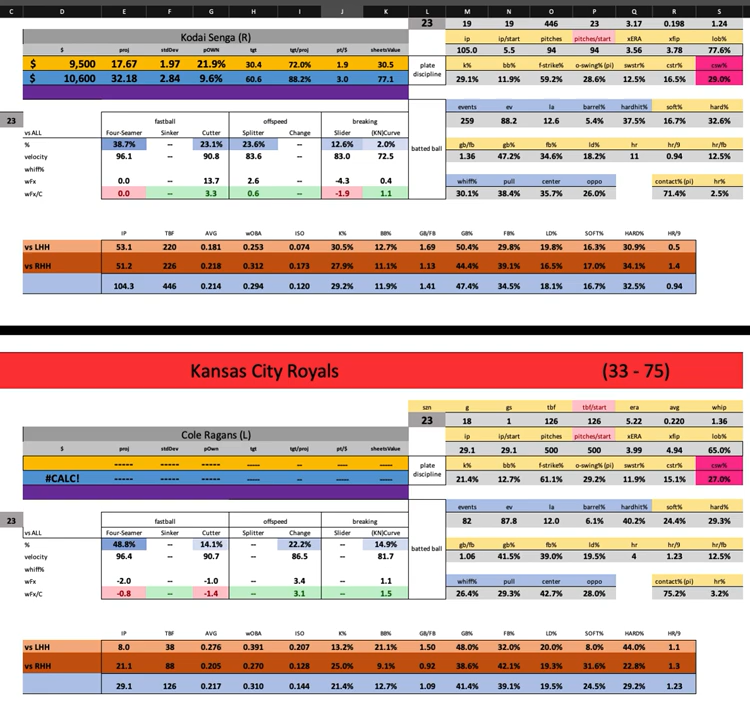 C D E F G H I J K L M N O P Q R S
23 19 19 446 23 3.17 0.198 1.24
ip ip/start pitches pitches/start xERA xfip lob%
Kodai Senga (R) 105.0 5.5 94 94 3.56 3.78 77.6%
$ proj stdDev pOWN tgt tgt/proj pt/$ sheetsValue
$ 9,500 17.67 1.97 21.9% 30.4 72.0% 1.9 30.5 plate discipline k% bb% f-strike% o-swing% (pi) swstr% cstr% csw%
$ 10,600 32.18 2.84 9.6% 60.6 88.2% 3.0 77.1 29.1% 11.9% 59.2% 28.6% 12.5% 16.5% 29.0%
events ev la barrel% hardhit% soft% hard%
23 fastball offspeed breaking 259 88.2 12.6 5.4% 37.5% 16.7% 32.6%
vs ALL Four-Seamer Sinker Cutter Splitter Change Slider (KN)Curve
% 38.7% -- 23.1% 23.6% -- 12.6% 2.0% batted ball gb/fb gb% fb% ld% hr hr/9 hr/fb
velocity 96.1 -- 90.8 83.6 -- 83.0 72.5 1.36 47.2% 34.6% 18.2% 11 0.94 12.5%
whiff%
wFx 0.0 -- 13.7 2.6 -4.3 0.4 whiff% pull center oppo contact% (pi) hr%
wFx/C 0.0 -- 3.3 0.6 -- -1.9 1.1 30.1% 38.4% 35.7% 26.0% 71.4% 2.5%
IP TBF AVG wOBA ISO K% BB% GB/FB GB% FB% LD% SOFT% HARD% HR/9
vs LHH 53.1 220 0.181 0.253 0.074 30.5% 12.7% 1.69 50.4% 29.8% 19.8% 16.3% 30.9% 0.5
vs RHH 51.2 226 0.218 0.312 0.173 27.9% 11.1% 1.13 44.4% 39.1% 16.5% 17.0% 34.1% 1.4
104.3 446 0.214 0.294 0.120 29.2% 11.9% 1.41 47.4% 34.5% 18.1% 16.7% 32.5% 0.94
Kansas City Royals (33 - 75)
szn g gs tbf tbf/start era avg whip
23 18 1 126 126 5.22 0.220 1.36
Cole Ragans (L) ip ip/start pitches pitches/start xERA xfip lob%
$ proj stdDev pOwn tgt tgt/proj pt/$ sheetsValue 29.1 29.1 500 500 3.99 4.94 65.0%
----- ----- ----- ---- ---- ---- ---- plate discipline k% bb% f-strike% o-swing% (pi) swstr% cstr% csw%
#CALC! ----- ----- ----- ---- ---- ---- ---- 21.4% 12.7% 61.1% 29.2% 11.9% 15.1% 27.0%
events ev la barrel% hardhit% soft% hard%
23 fastball offspeed breaking 82 87.8 12.0 6.1% 40.2% 24.4% 29.3%
vs ALL Four-Seamer Sinker Cutter Splitter Change Slider (KN)Curve
% 48.8% -- 14.1% -- 22.2% -- 14.9% batted ball gb/fb gb% fb% ld% hr hr/9 hr/fb
velocity 96.4 -- 90.7 -- 86.5 -- 81.7 1.06 41.5% 39.0% 19.5% 4 1.23 12.5%
whiff%
wFx -2.0 -1.0 3.4 1.1 whiff% pull center oppo contact% (pi) hr%
wFx/C -0.8 -- -1.4 -- 3.1 -- 1.5 26.4% 29.3% 42.7% 28.0% 75.2% 3.2%
IP TBF AVG wOBA ISO K% BB% GB/FB GB% FB% LD% SOFT% HARD% HR/9
vs LHH 8.0 38 0.276 0.391 0.207 13.2% 21.1% 1.50 48.0% 32.0% 20.0% 8.0% 44.0% 1.1
vs RHH 21.1 88 0.205 0.270 0.128 25.0% 9.1% 0.92 38.6% 42.1% 19.3% 31.6% 22.8% 1.3
29.1 126 0.217 0.310 0.144 21.4% 12.7% 1.09 41.4% 39.1% 19.5% 24.5% 29.2% 1.23